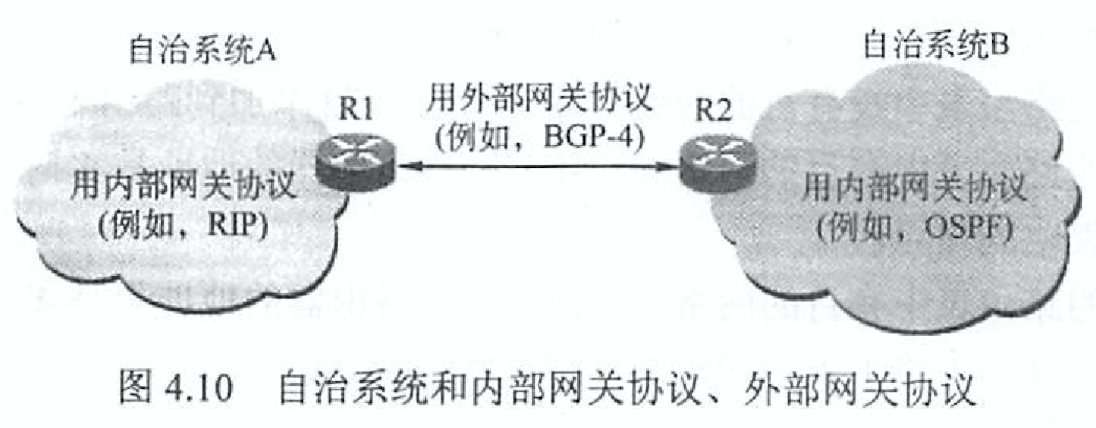 自治系统A
自治系统B
用外部网关协议
(例如，BGP-4)
R1
R2
用内部网关协议
(例如，RIP)
用内部网关协议
(例如，OSPF)
图 4.10 自治系统和内部网关协议、外部网关协议